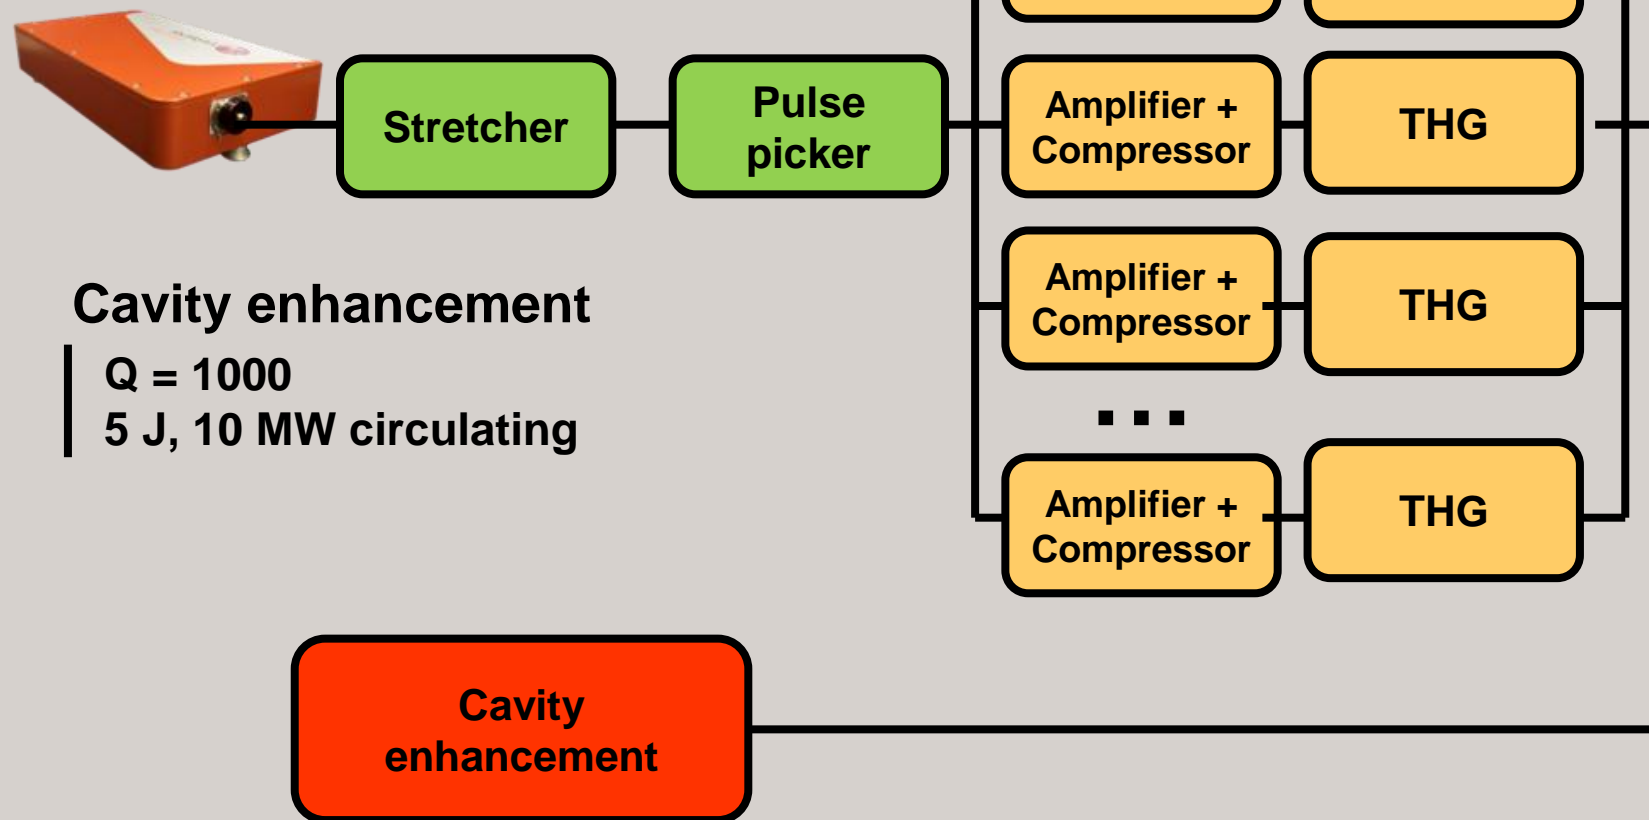 Stretcher
Pulse
picker
Amplifier +
Compressor
THG
Amplifier +
Compressor
THG
Cavity enhancement
Q = 1000
5 J, 10 MW circulating
...
Amplifier +
Compressor
THG
Cavity
enhancement